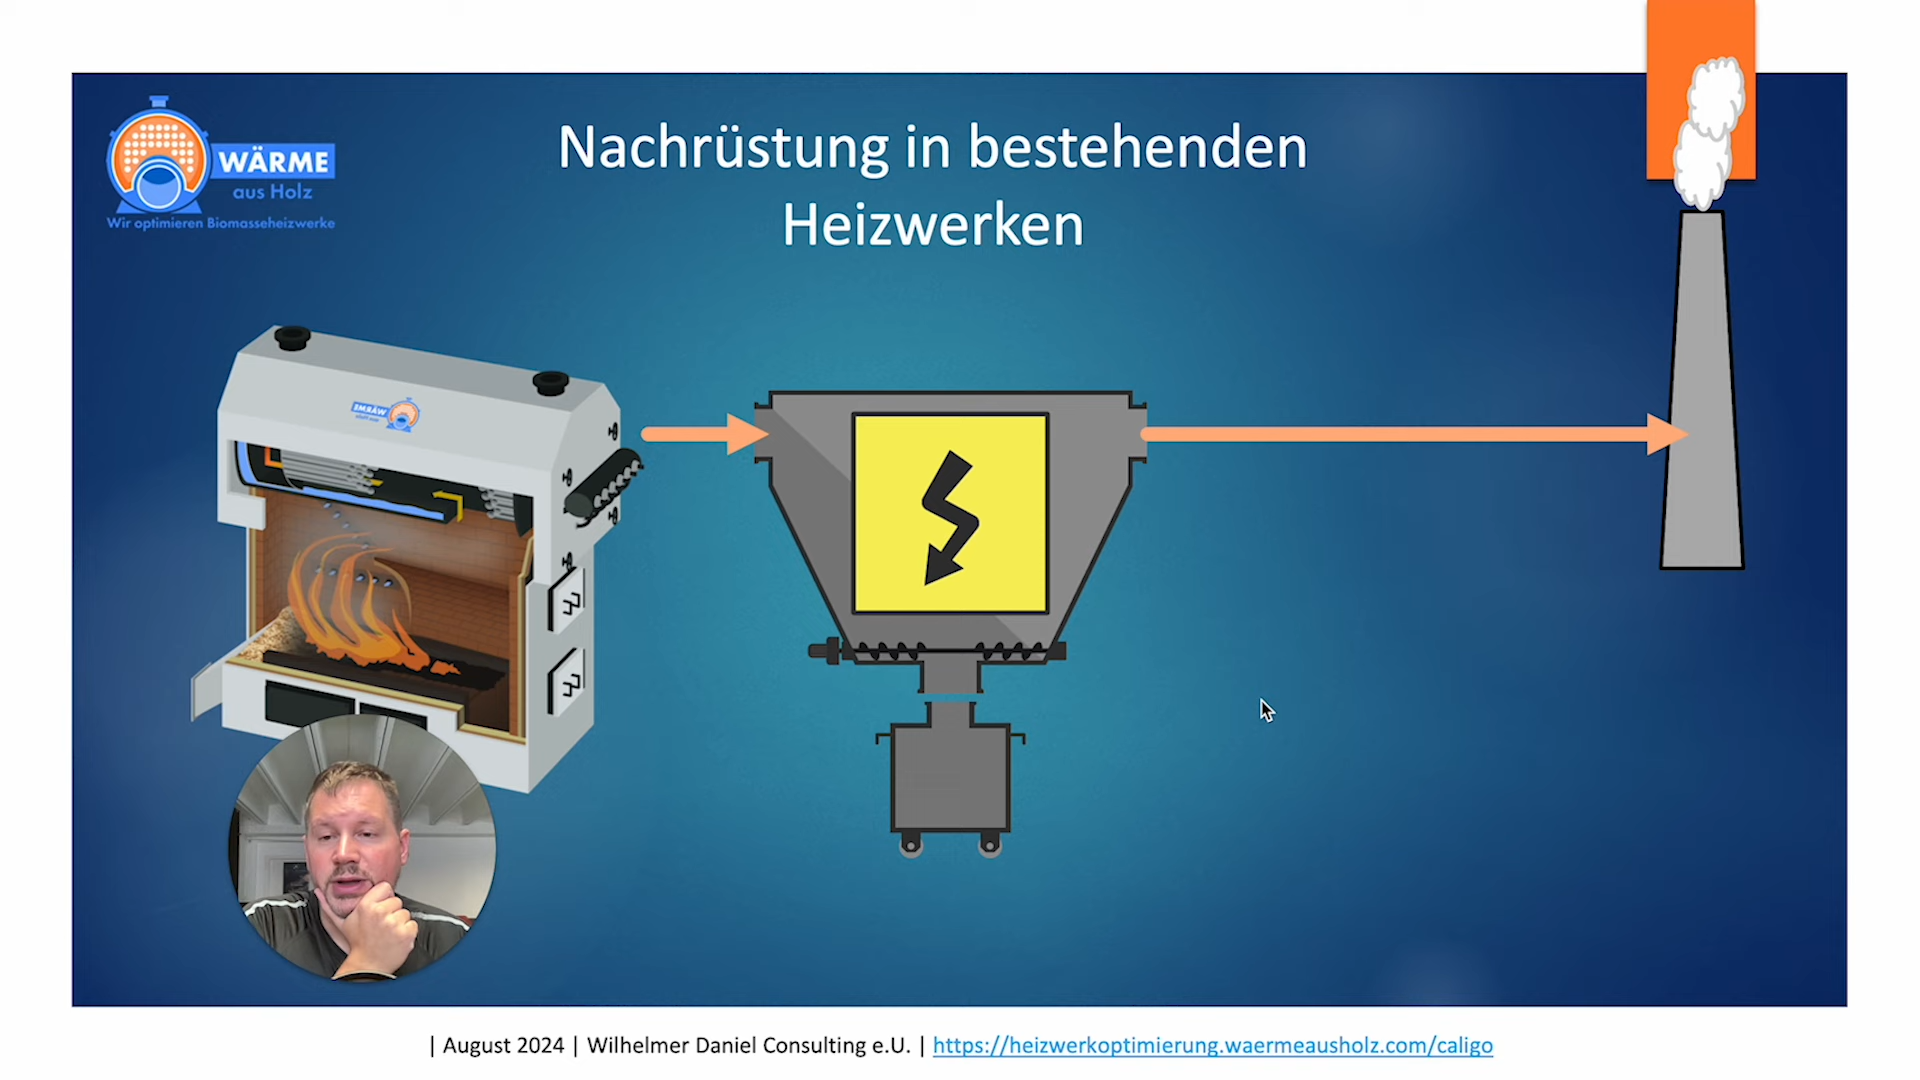 WÄRME
aus Holz
Wir optimieren Biomasseheizwerke
Nachrüstung in bestehenden
Heizwerken
WÄRME
| August 2024 | Wilhelmer Daniel Consulting e.U. | https://heizwerkoptimierung.waermeausholz.com/caligo